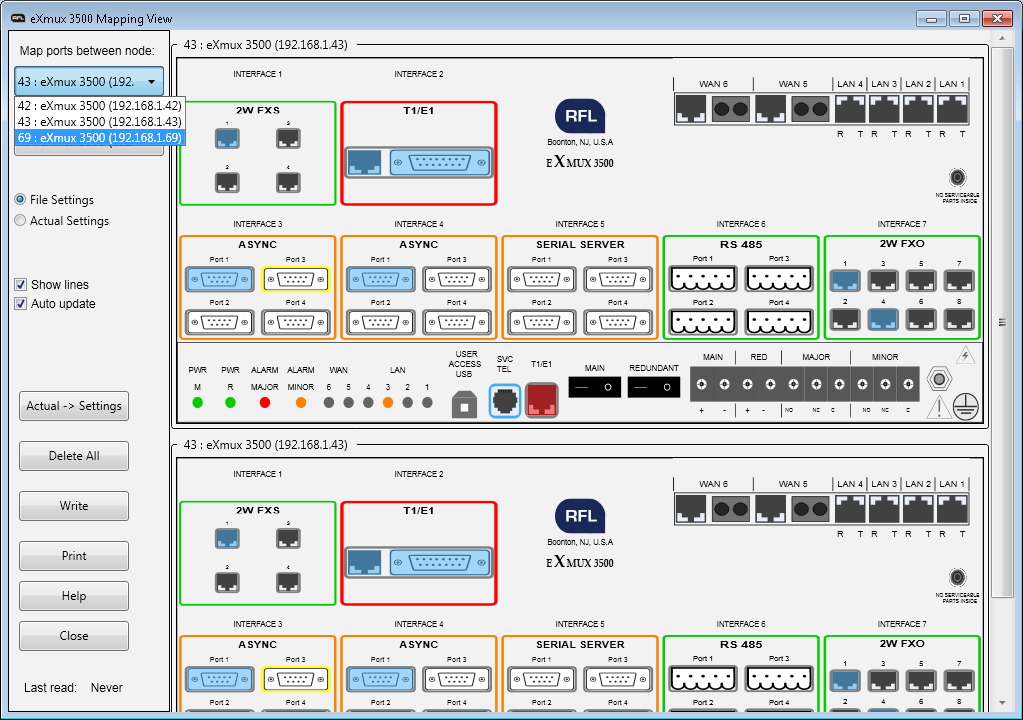 RFL eXmux 3500 Mapping View
Map ports between node:
43 : eXmux 3500 (192.
42 : eXmux 3500 (192.168.1.42)
43 : eXmux 3500 (192.168.1.43)
69 : eXmux 3500 (192.168.1.69)
File Settings
Actual Settings
Show lines
Auto update
Actual -> Settings
Delete All
Write
Print
Help
Close
Last read: Never
43 : eXmux 3500 (192.168.1.43)
INTERFACE 1 INTERFACE 2
2W FXS T1/E1
1 3
2 4
RFL
Boonton, NJ, U.S.A
EXMUX 3500
WAN 6 WAN 5 LAN 4 LAN 3 LAN 2 LAN 1
R T R T R T R T
NO SERVICEABLE
PARTS INSIDE
INTERFACE 3 INTERFACE 4 INTERFACE 5 INTERFACE 6 INTERFACE 7
ASYNC ASYNC SERIAL SERVER RS 485 2W FXO
Port 1 Port 3 Port 1 Port 3 Port 1 Port 3 Port 1 Port 3 1 3 5 7
Port 2 Port 4 Port 2 Port 4 Port 2 Port 4 Port 2 Port 4 2 4 6 8
PWR PWR ALARM ALARM WAN LAN
M R MAJOR MINOR 6 5 4 3 2 1
USER
ACCESS
USB
SVC
TEL
T1/E1
MAIN REDUNDANT
— O — O
MAIN RED MAJOR MINOR
+ - + - NO NC C NO NC C
43 : eXmux 3500 (192.168.1.43)
INTERFACE 1 INTERFACE 2
2W FXS T1/E1
1 3
2 4
RFL
Boonton, NJ, U.S.A
EXMUX 3500
WAN 6 WAN 5 LAN 4 LAN 3 LAN 2 LAN 1
R T R T R T R T
NO SERVICEABLE
PARTS INSIDE
INTERFACE 3 INTERFACE 4 INTERFACE 5 INTERFACE 6 INTERFACE 7
ASYNC ASYNC SERIAL SERVER RS 485 2W FXO
Port 1 Port 3 Port 1 Port 3 Port 1 Port 3 Port 1 Port 3 1 3 5 7
Port 2 Port 4 Port 2 Port 4 Port 2 Port 4 Port 2 Port 4 2 4 6 8